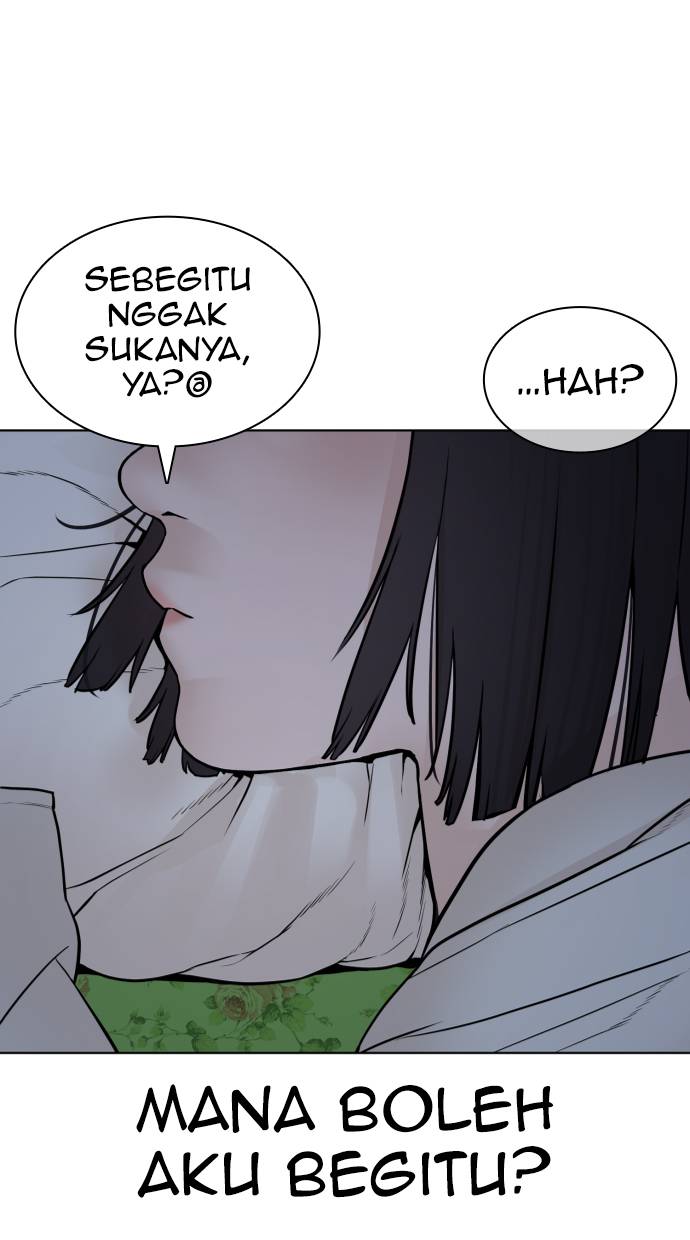 SEBEGITU
NGGAK
SUKANYA,
YA?@
...HAH?
MANA BOLEH
AKU BEGITU?